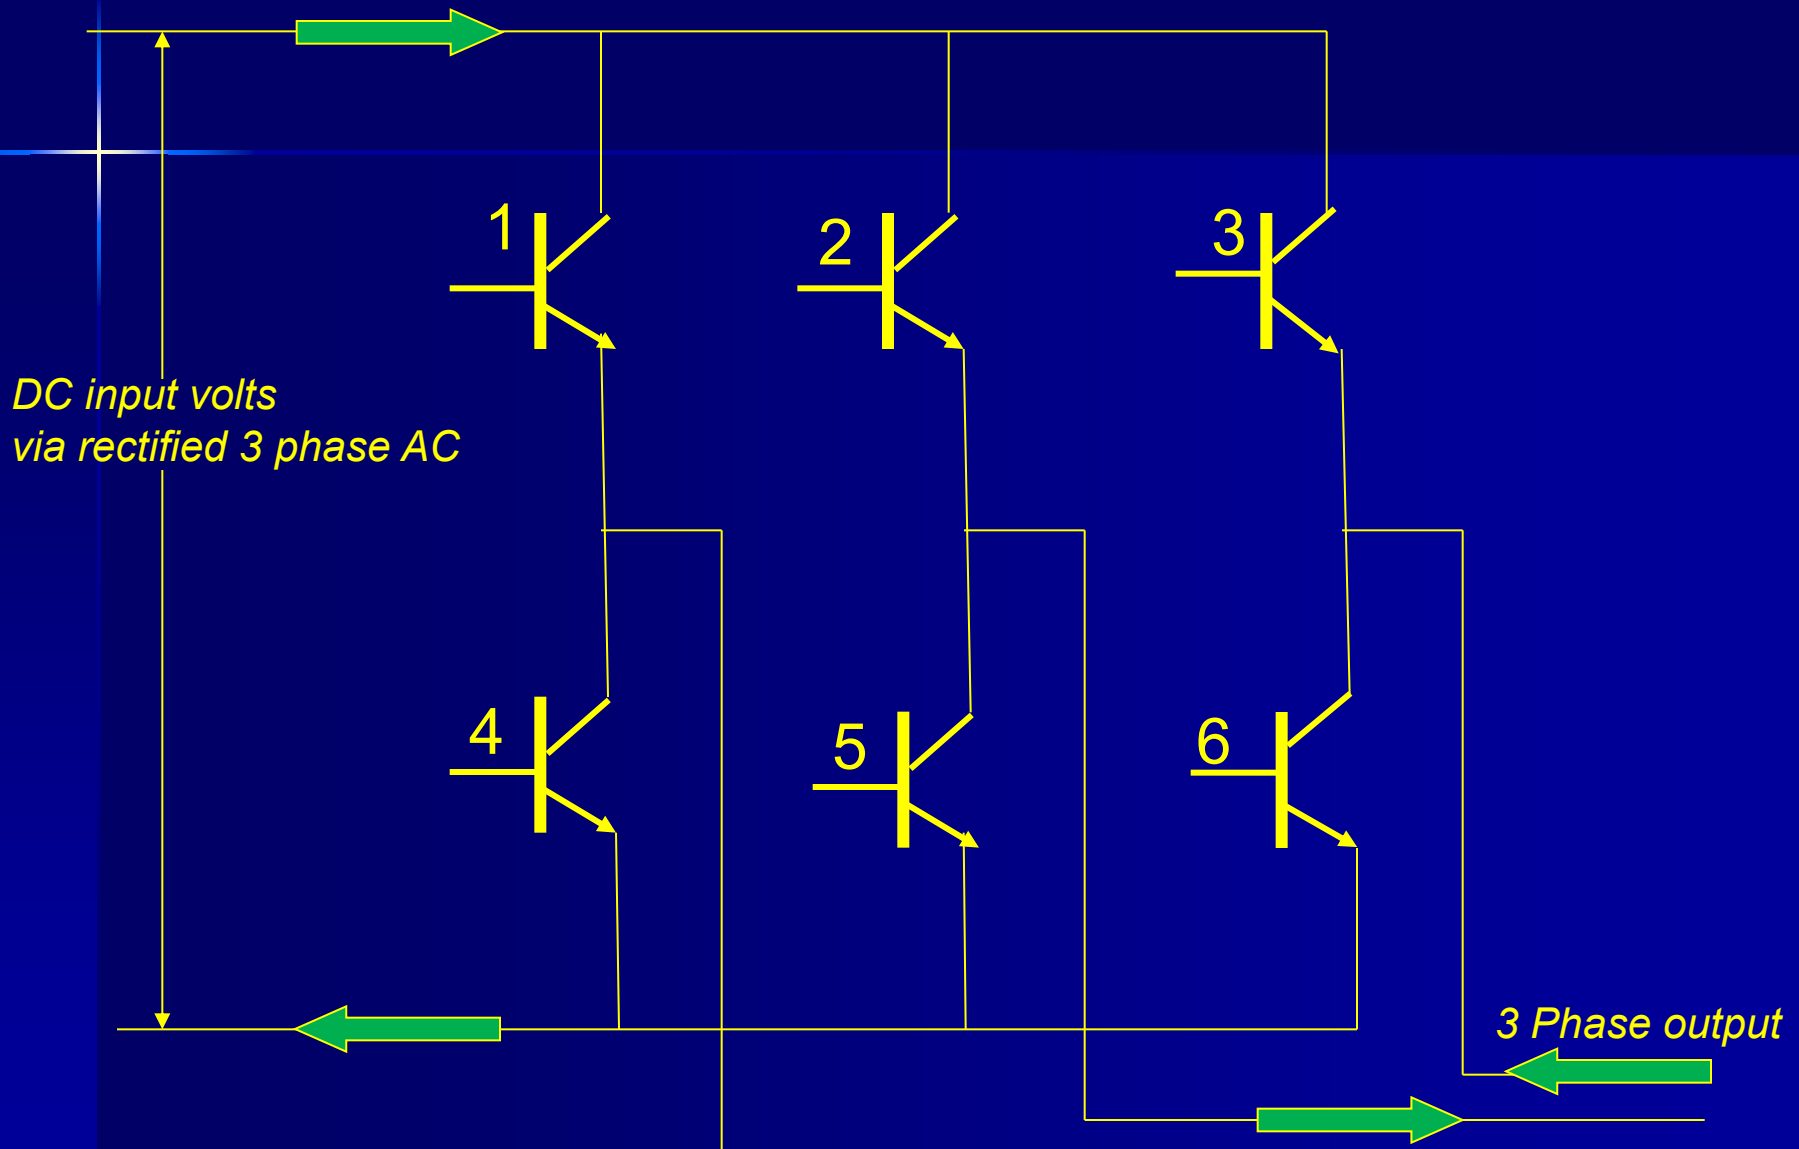 1
2
3
DC input volts
via rectified 3 phase AC
4
5
6
3 Phase output